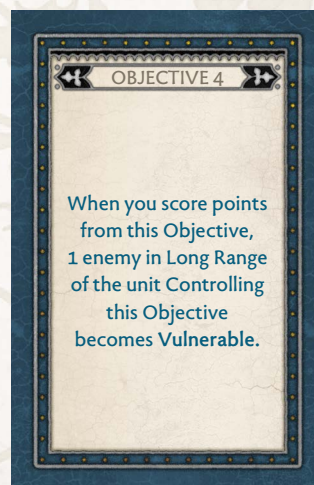 OBJECTIVE 4
When you score points
from this Objective,
1 enemy in Long Range
of the unit Controlling
this Objective
becomes Vulnerable.